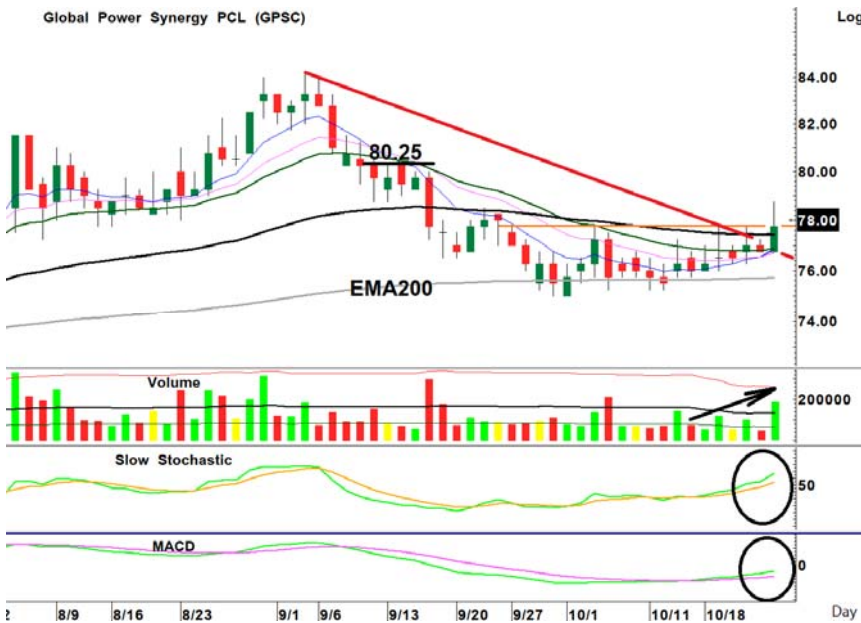 Global Power Synergy PCL (GPSC)
Log
84.00
82.00
80.25
80.00
78.00
76.00
EMA200
74.00
Volume
200000
Slow Stochastic
50
MACD
0
2 8/9 8/16 8/23 9/1 9/6 9/13 9/20 9/27 10/1 10/11 10/18 Day